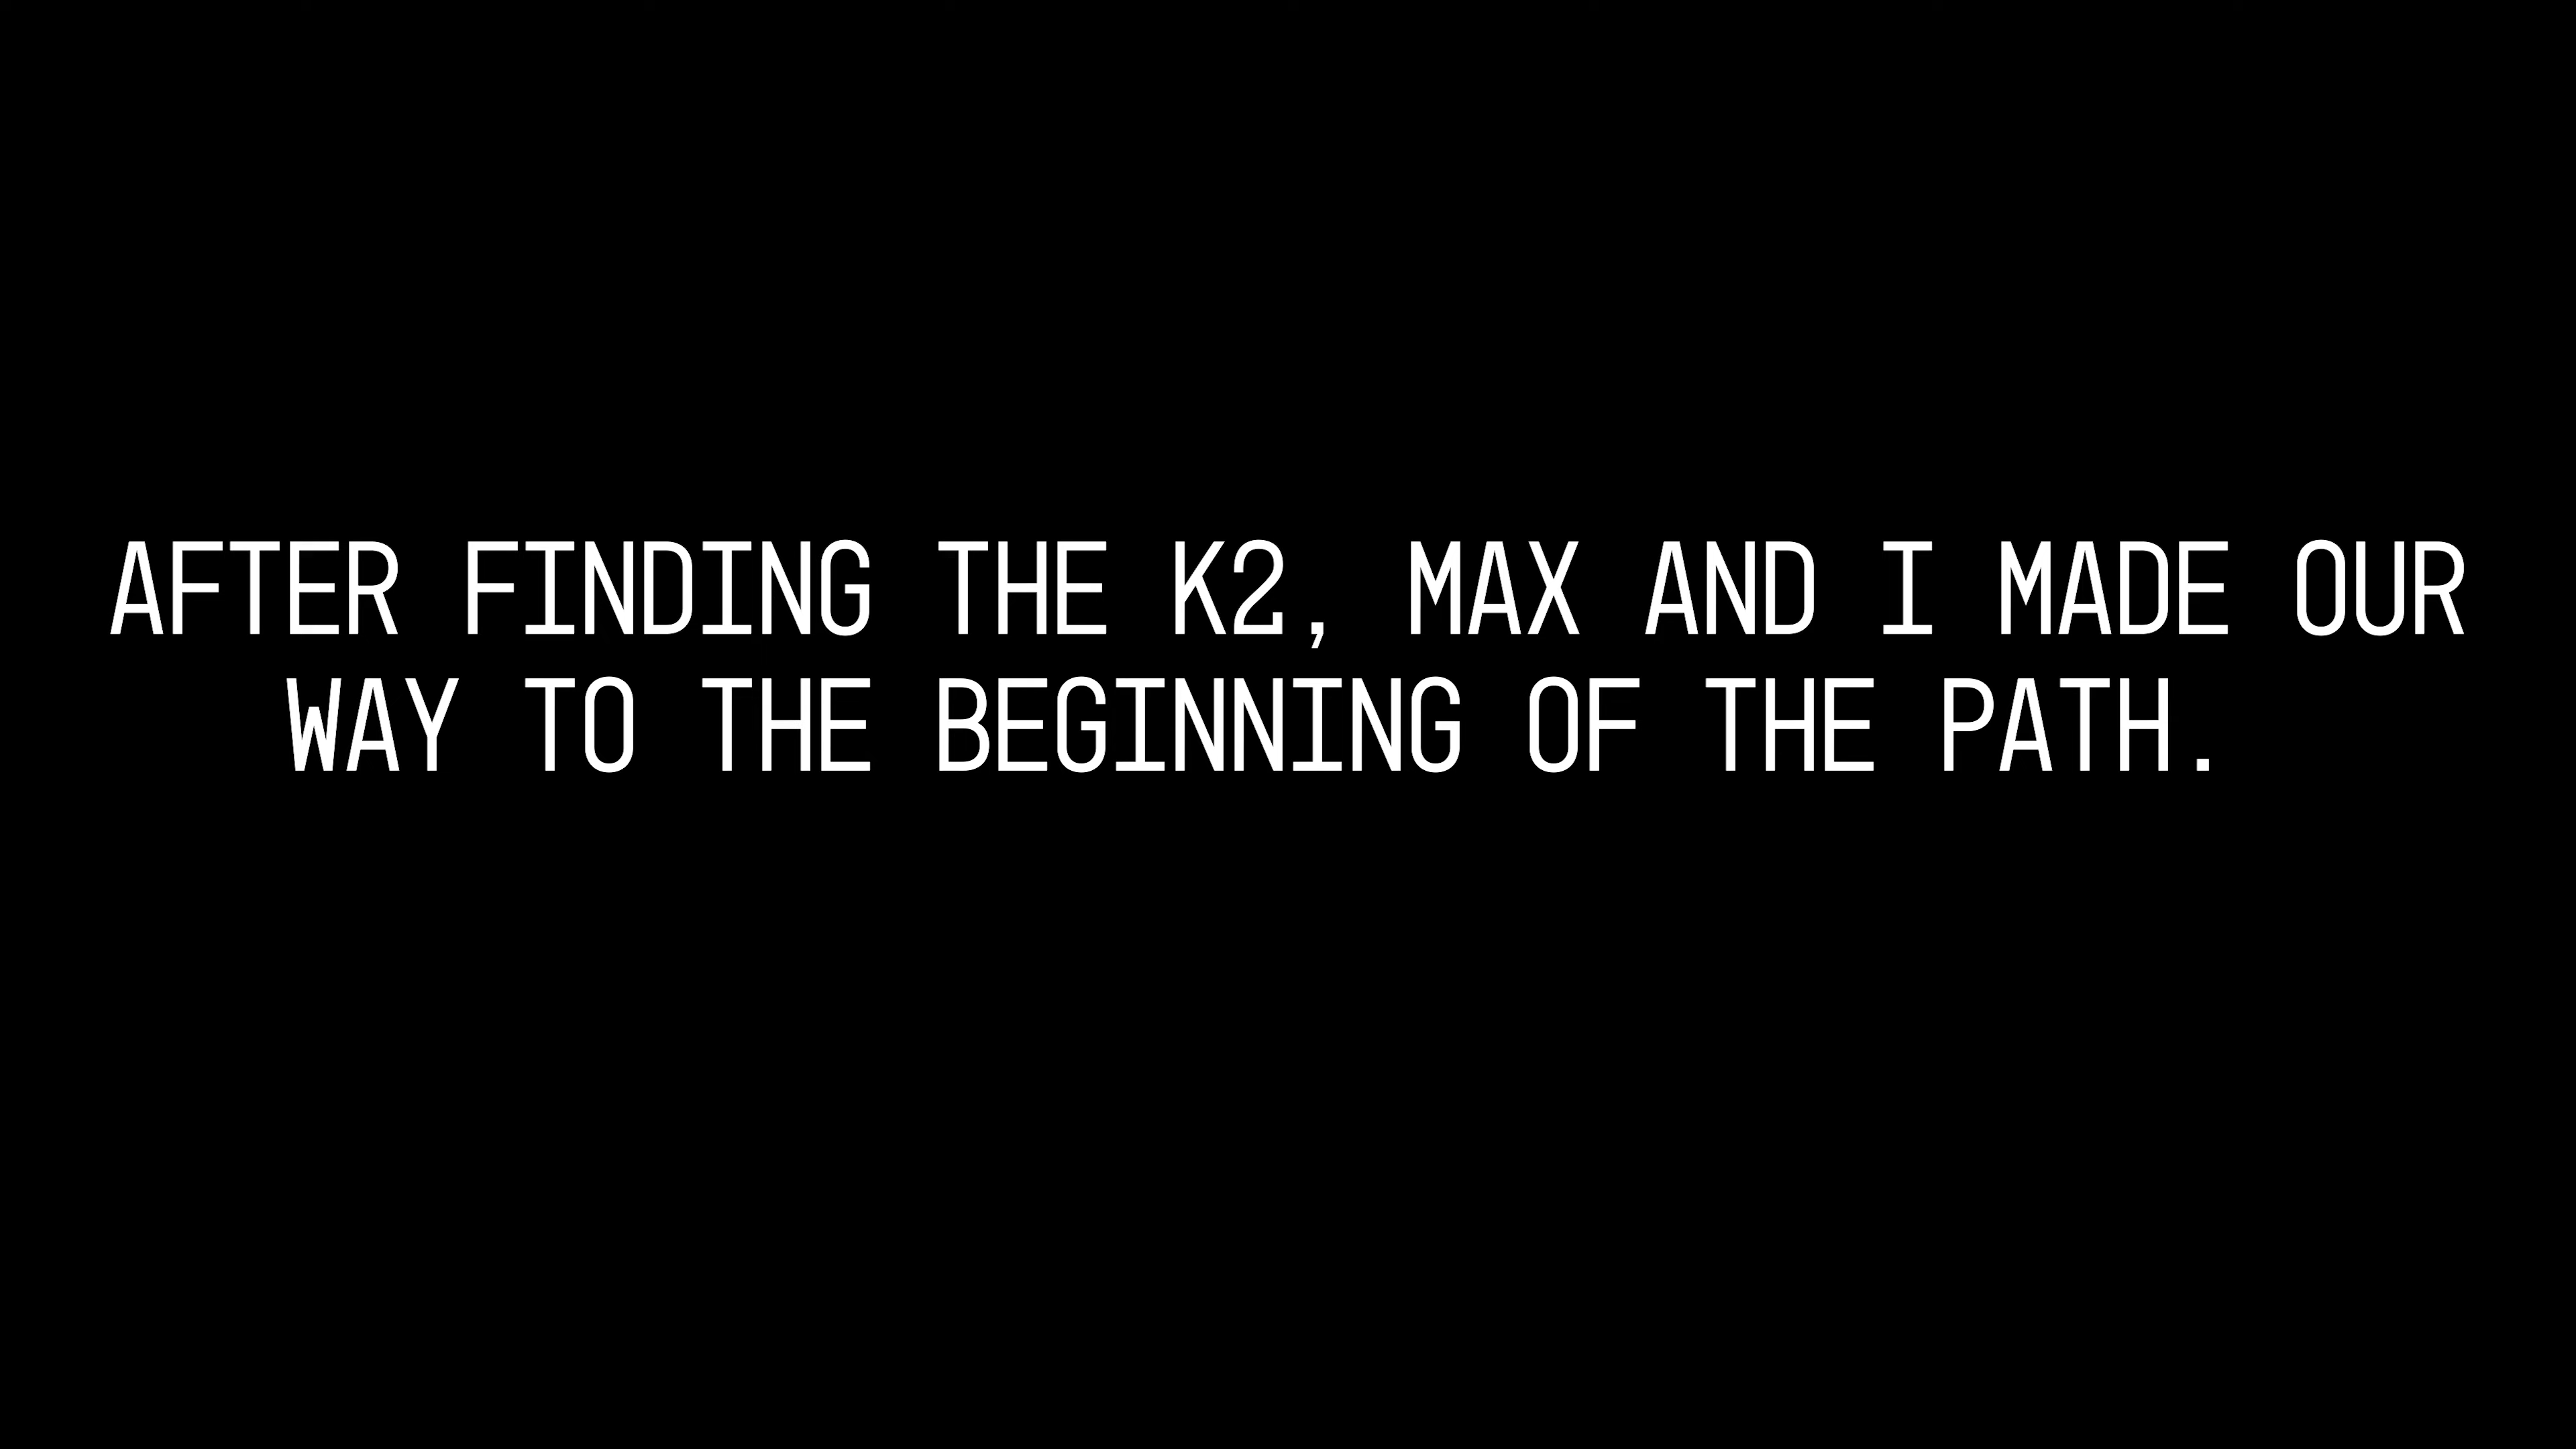 AFTER FINDING THE K2, MAX AND I MADE OUR
WAY TO THE BEGINNING OF THE PATH.